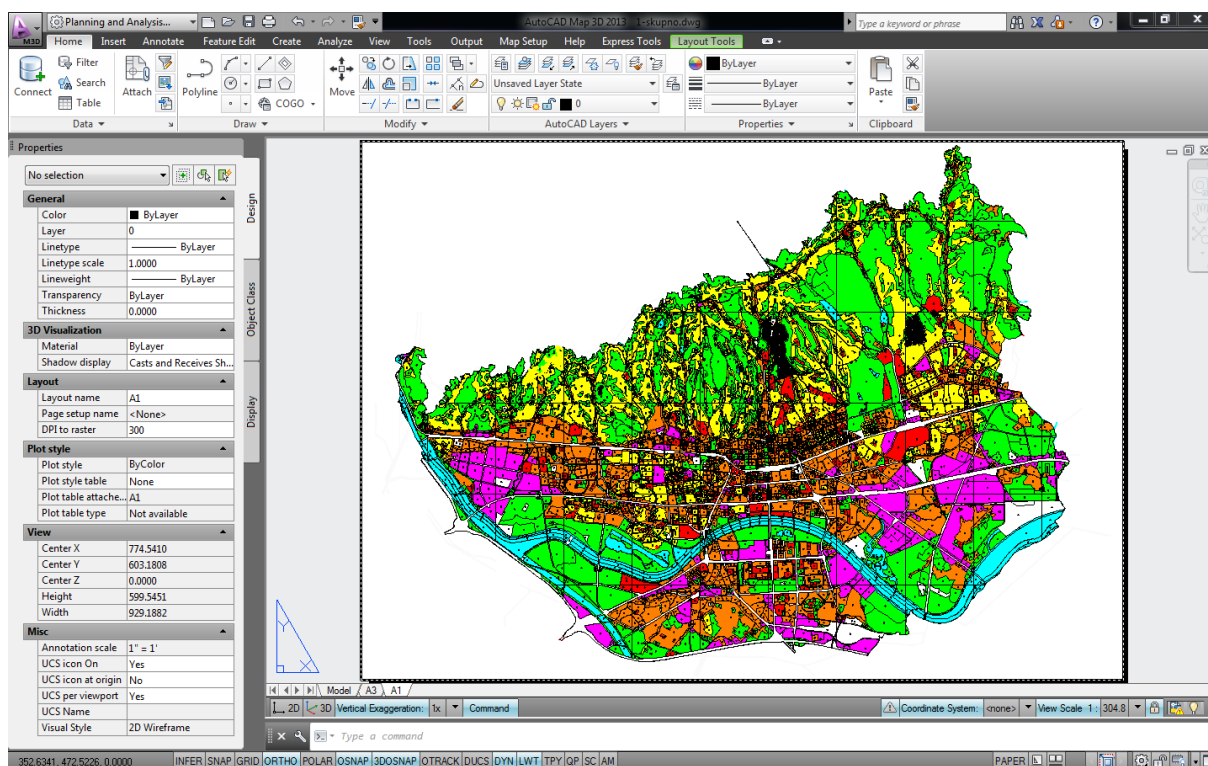 Planning and Analysis...
AutoCAD Map 3D 2013 1-skupno.dwg
Type a keyword or phrase
M3D
Home Insert Annotate Feature Edit Create Analyze View Tools Output Map Setup Help Express Tools Layout Tools
Connect
Filter
Search
Table
Attach
Polyline
COGO
Move
Unsaved Layer State
0
ByLayer
ByLayer
ByLayer
Paste
Data Draw Modify AutoCAD Layers Properties Clipboard
Properties
No selection
General
Color ByLayer
Layer 0
Linetype ByLayer
Linetype scale 1.0000
Lineweight ByLayer
Transparency ByLayer
Thickness 0.0000
3D Visualization
Material ByLayer
Shadow display Casts and Receives Sh...
Layout
Layout name A1
Page setup name <None>
DPI to raster 300
Plot style
Plot style ByColor
Plot style table None
Plot table attache... A1
Plot table type Not available
View
Center X 774.5410
Center Y 603.1808
Center Z 0.0000
Height 599.5451
Width 929.1882
Misc
Annotation scale 1" = 1'
UCS icon On Yes
UCS icon at origin No
UCS per viewport Yes
UCS Name
Visual Style 2D Wireframe
Design
Object Class
Display
Y
X
Model A3 A1
2D 3D Vertical Exaggeration: 1x Command
Coordinate System: <none> View Scale 1 : 304.8
Type a command
352.6341, 472.5226, 0.0000 INFER SNAP GRID ORTHO POLAR OSNAP 3DOSNAP OTRACK DUCS DYN LWT TPY QP SC AM PAPER